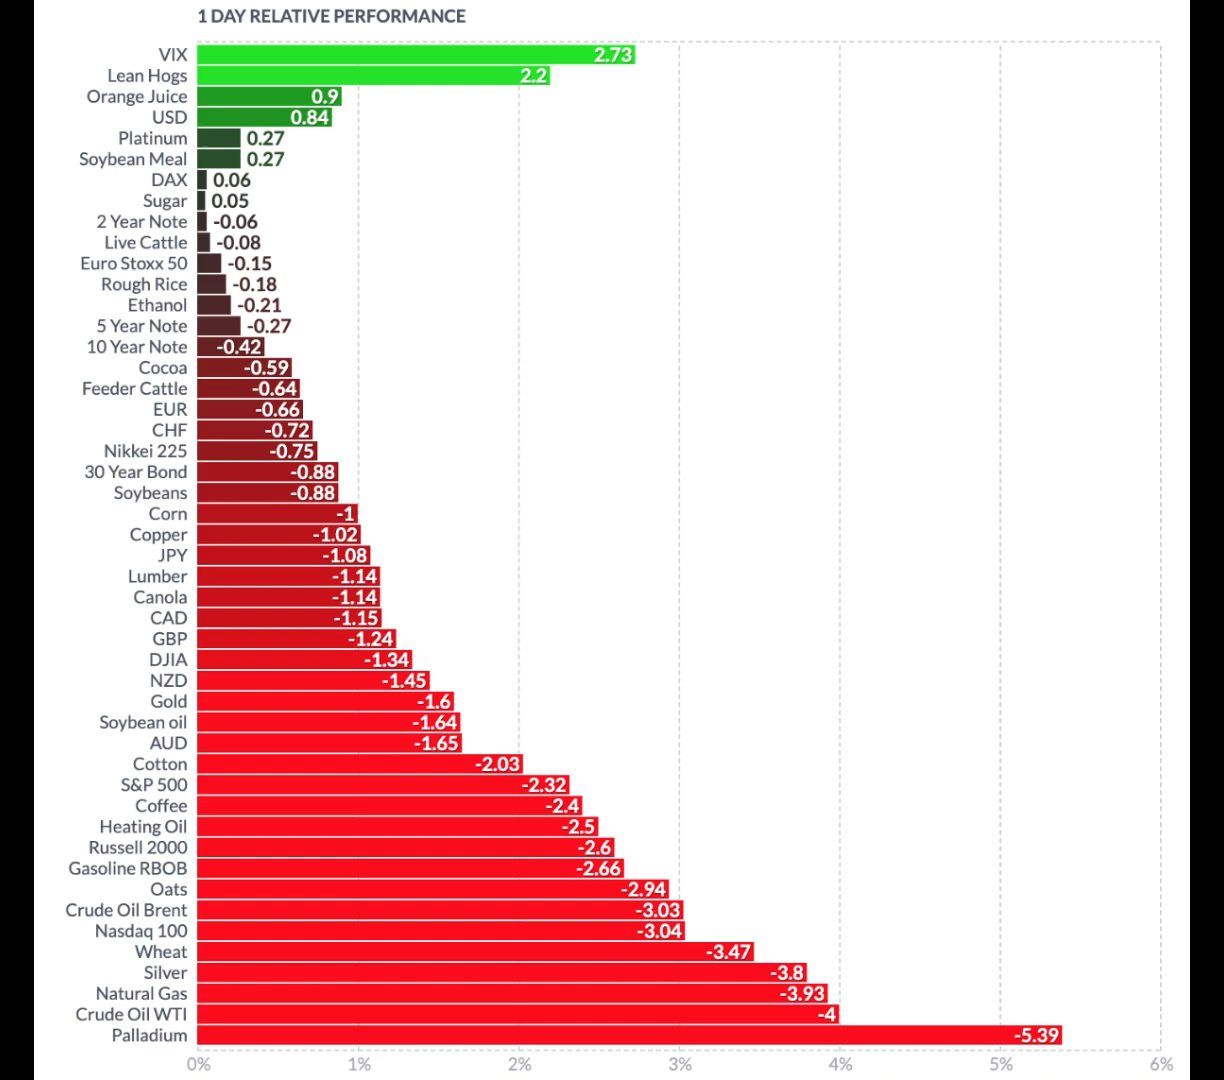 1 DAY RELATIVE PERFORMANCE
VIX 2.73
Lean Hogs 2.2
Orange Juice 0.9
USD 0.84
Platinum 0.27
Soybean Meal 0.27
DAX 0.06
Sugar 0.05
2 Year Note -0.06
Live Cattle -0.08
Euro Stoxx 50 -0.15
Rough Rice -0.18
Ethanol -0.21
5 Year Note -0.27
10 Year Note -0.42
Cocoa -0.59
Feeder Cattle -0.64
EUR -0.66
CHF -0.72
Nikkei 225 -0.75
30 Year Bond -0.88
Soybeans -0.88
Corn -1
Copper -1.02
JPY -1.08
Lumber -1.14
Canola -1.14
CAD -1.15
GBP -1.24
DJIA -1.34
NZD -1.45
Gold -1.6
Soybean oil -1.64
AUD -1.65
Cotton -2.03
S&P 500 -2.32
Coffee -2.4
Heating Oil -2.5
Russell 2000 -2.6
Gasoline RBOB -2.66
Oats -2.94
Crude Oil Brent -3.03
Nasdaq 100 -3.04
Wheat -3.47
Silver -3.8
Natural Gas -3.93
Crude Oil WTI -4
Palladium -5.39
0% 1% 2% 3% 4% 5% 6%